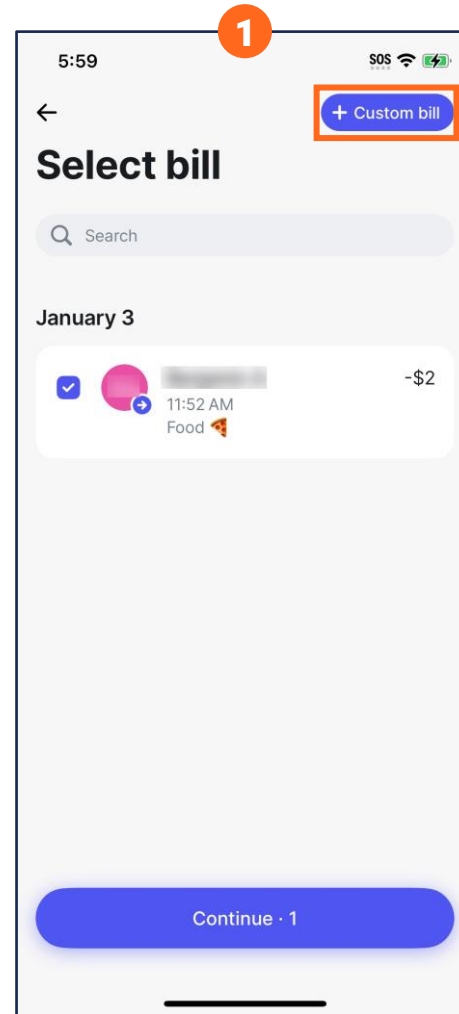 1
5:59
SOS
+ Custom bill
Select bill
Search
January 3
-$2
11:52 AM
Food 🍕
Continue · 1